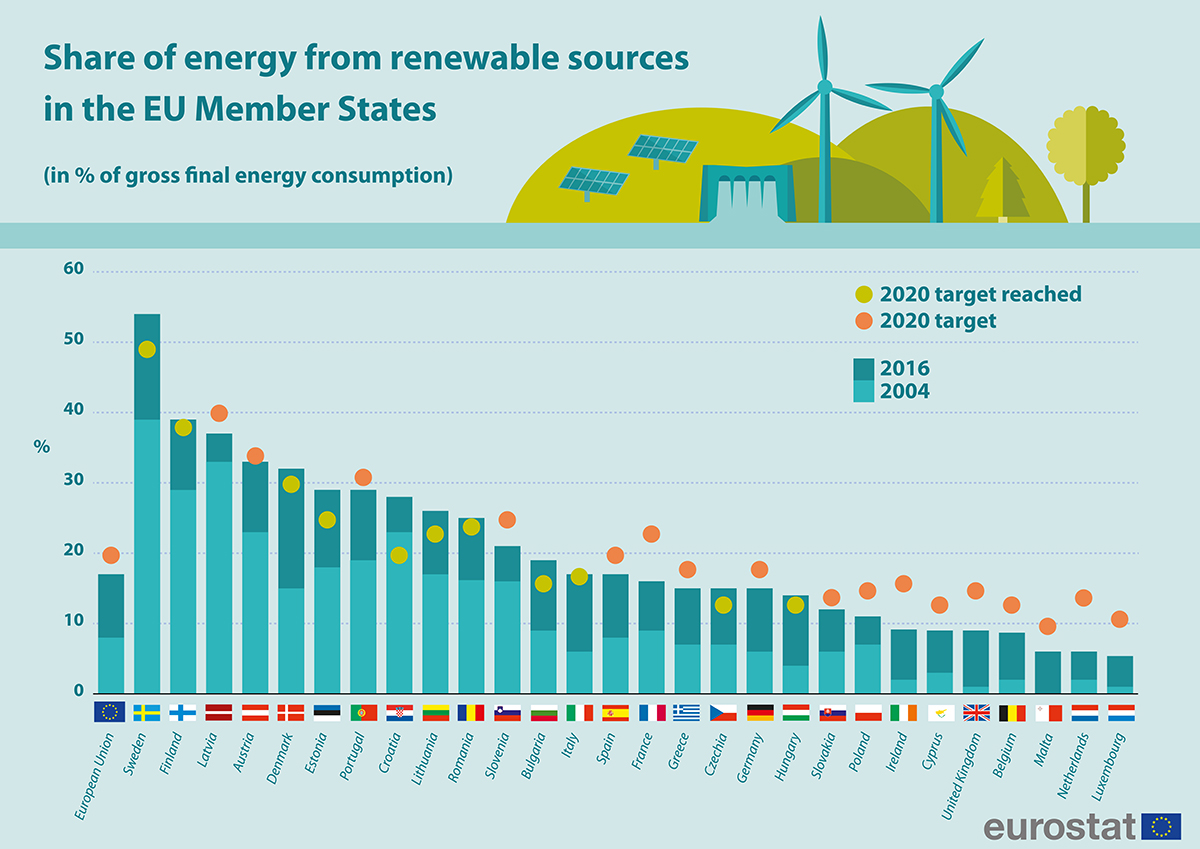 Share of energy from renewable sources
in the EU Member States
(in % of gross final energy consumption)
60
50
40
%
30
20
10
0
2020 target reached
2020 target
2016
2004
European Union
Sweden
Finland
Latvia
Austria
Denmark
Estonia
Portugal
Croatia
Lithuania
Romania
Slovenia
Bulgaria
Italy
Spain
France
Greece
Czechia
Germany
Hungary
Slovakia
Poland
Ireland
Cyprus
United Kingdom
Belgium
Malta
Netherlands
Luxembourg
eurostat